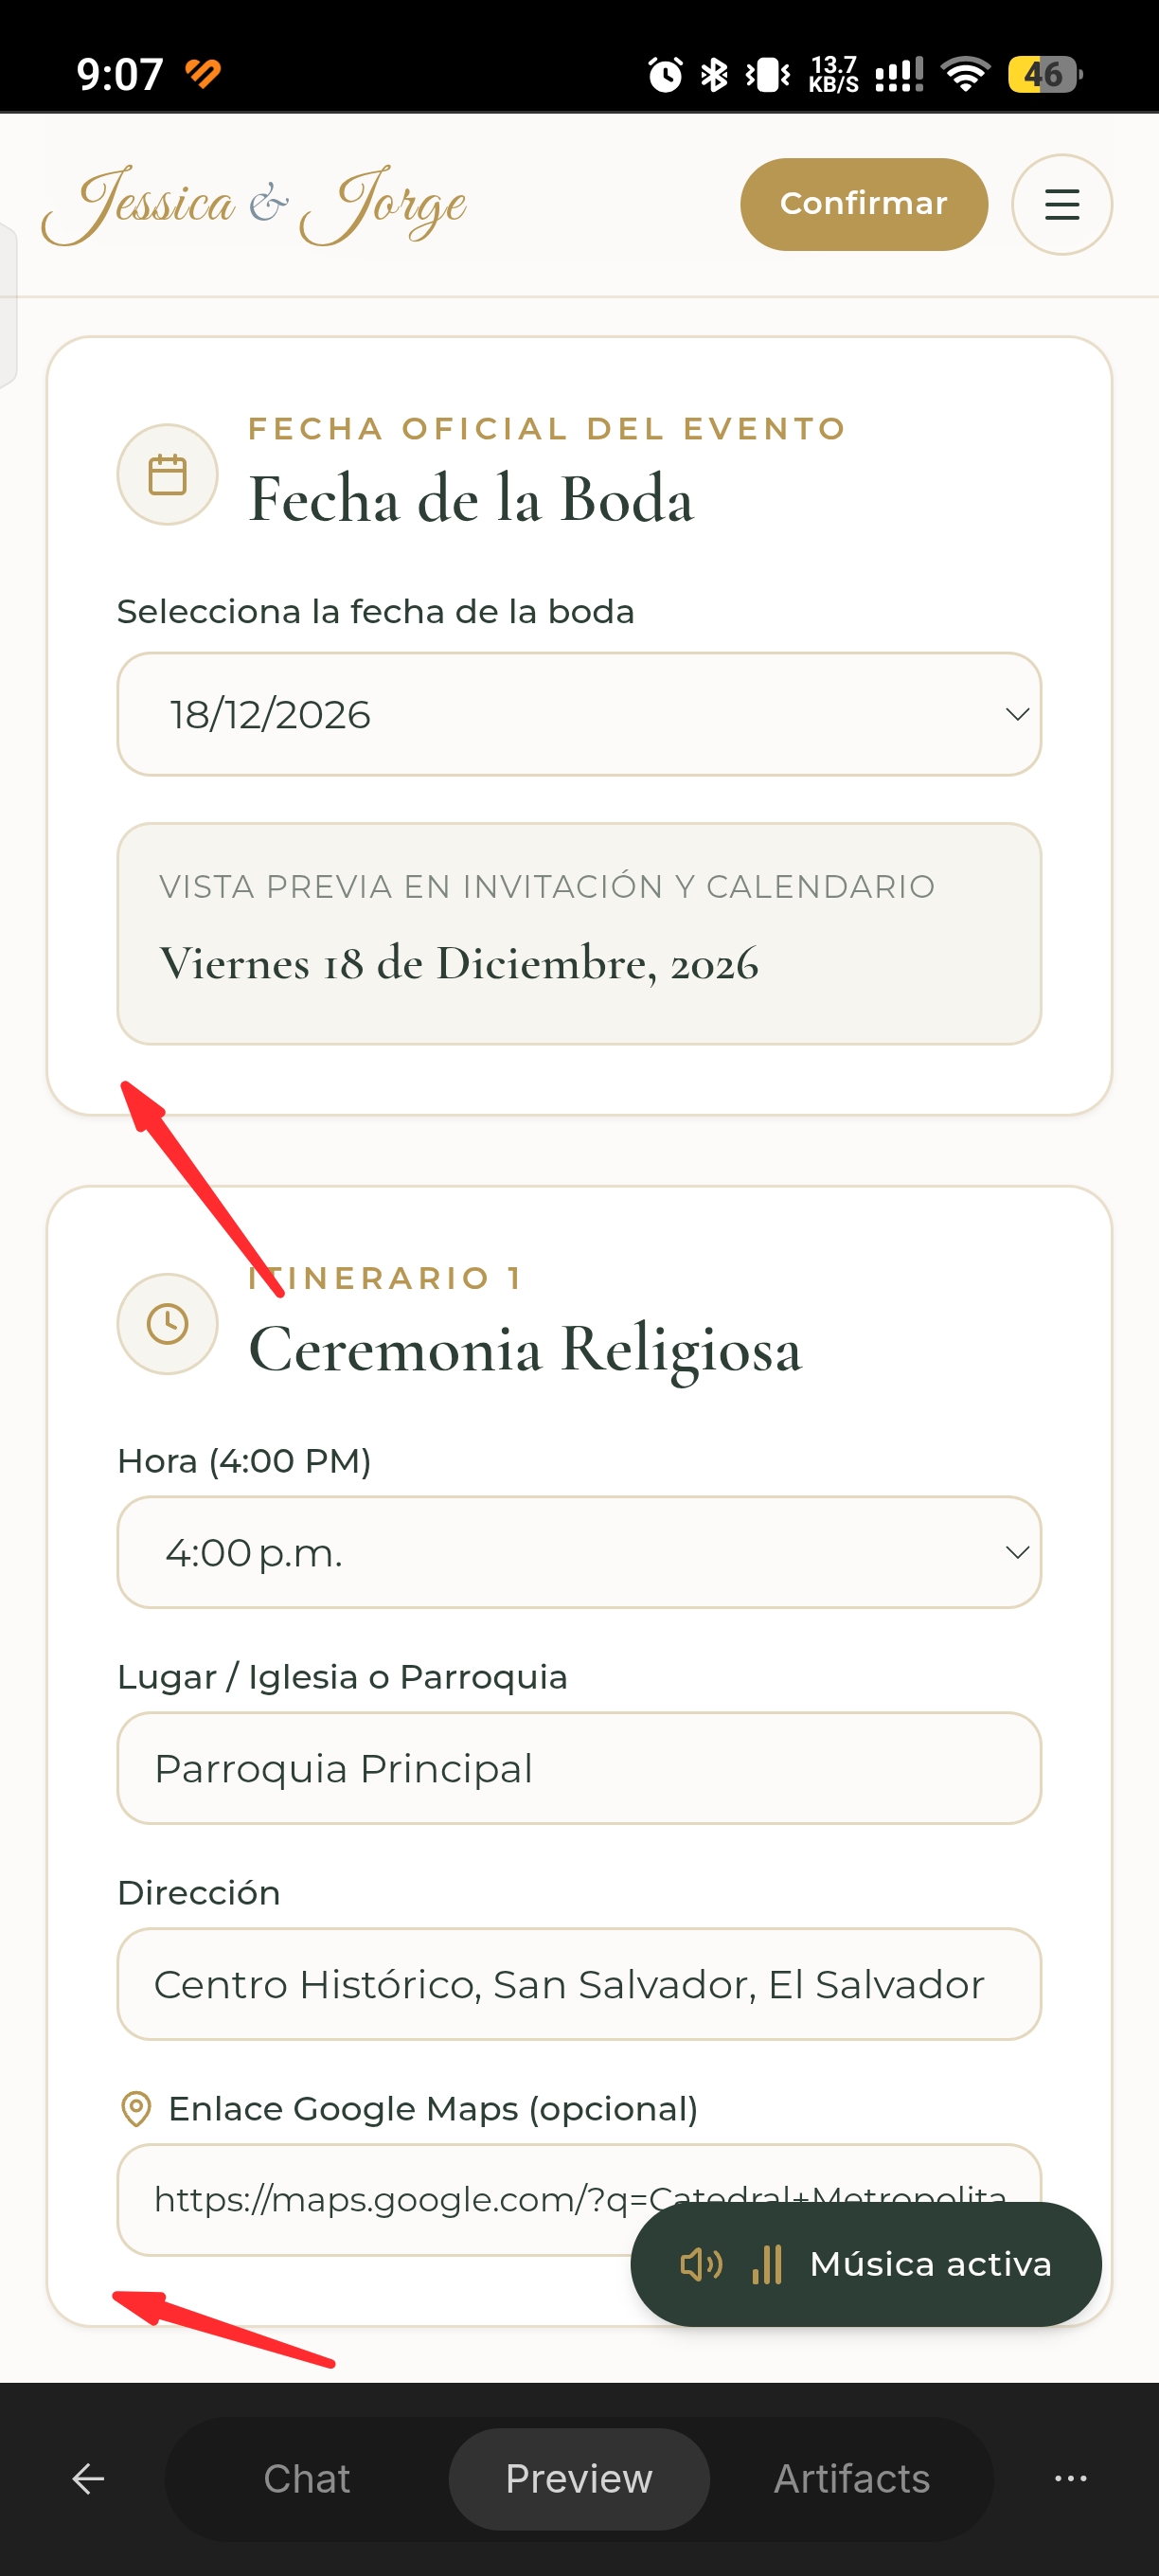 9:07
13.7
KB/S
46
Jessica & Jorge
Confirmar
FECHA OFICIAL DEL EVENTO
Fecha de la Boda
Selecciona la fecha de la boda
18/12/2026
VISTA PREVIA EN INVITACIÓN Y CALENDARIO
Viernes 18 de Diciembre, 2026
ITINERARIO 1
Ceremonia Religiosa
Hora (4:00 PM)
4:00 p.m.
Lugar / Iglesia o Parroquia
Parroquia Principal
Dirección
Centro Histórico, San Salvador, El Salvador
Enlace Google Maps (opcional)
https://maps.google.com/?q=Catedral+Metropolita
Música activa
Chat
Preview
Artifacts